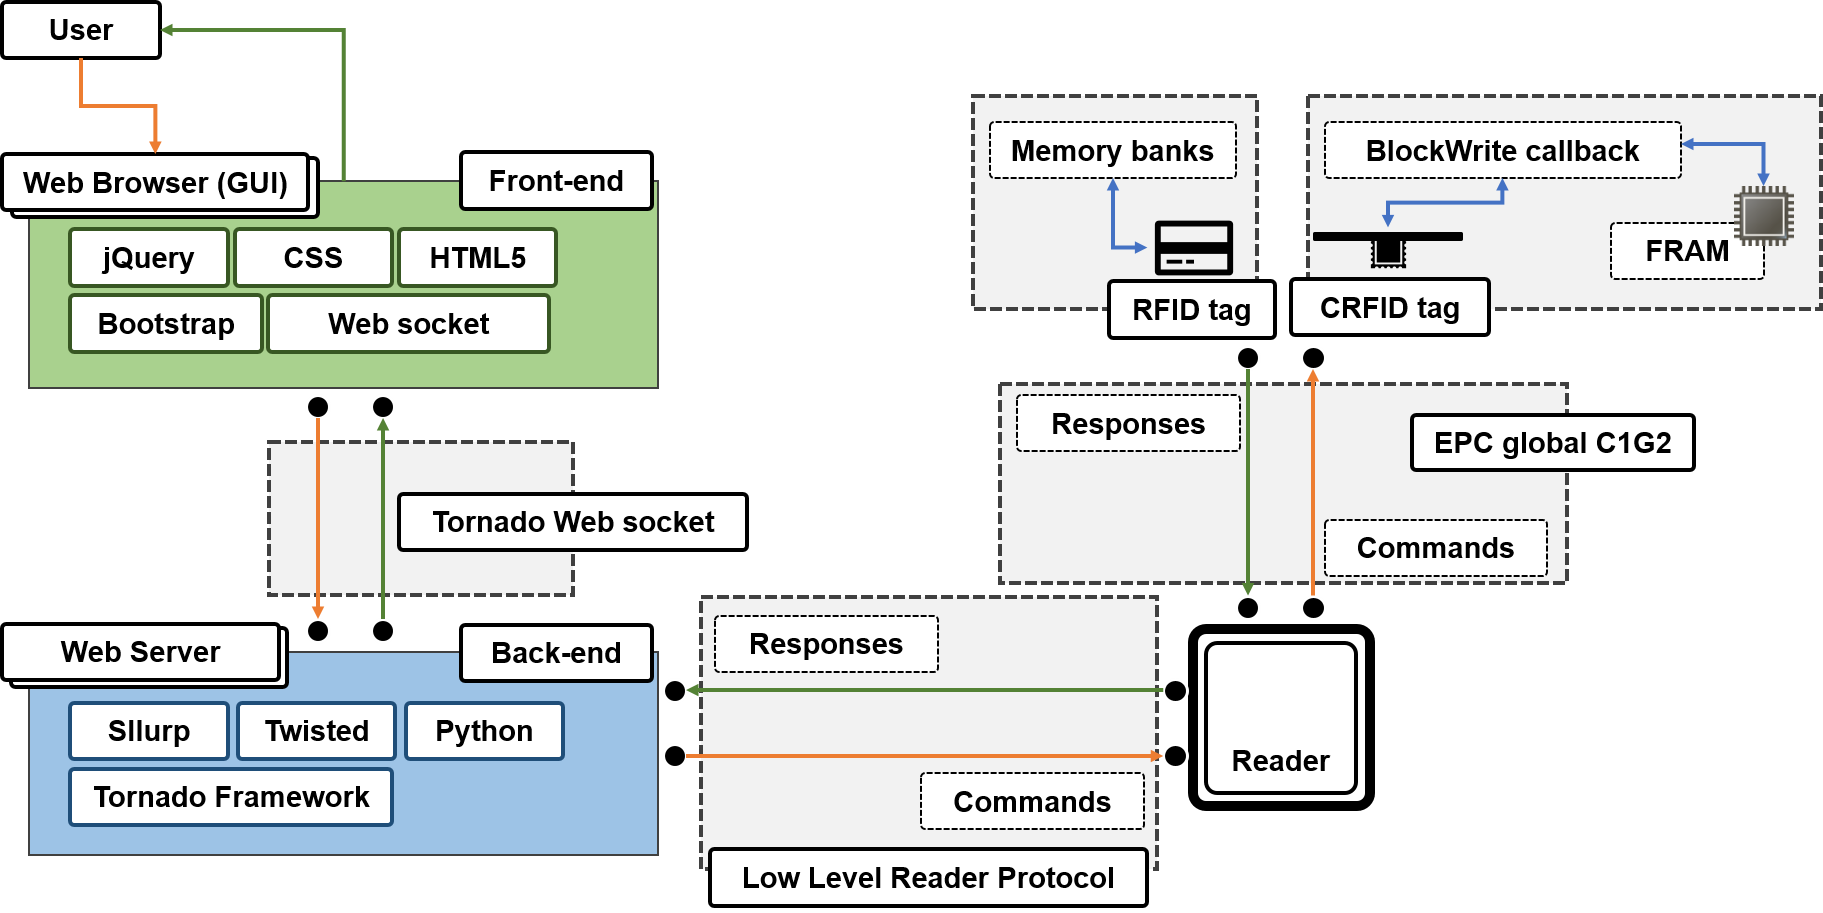 User
Web Browser (GUI)
Front-end
jQuery
CSS
HTML5
Bootstrap
Web socket
Tornado Web socket
Web Server
Back-end
Sllurp
Twisted
Python
Tornado Framework
Responses
Commands
Low Level Reader Protocol
Reader
Memory banks
RFID tag
BlockWrite callback
FRAM
CRFID tag
Responses
EPC global C1G2
Commands